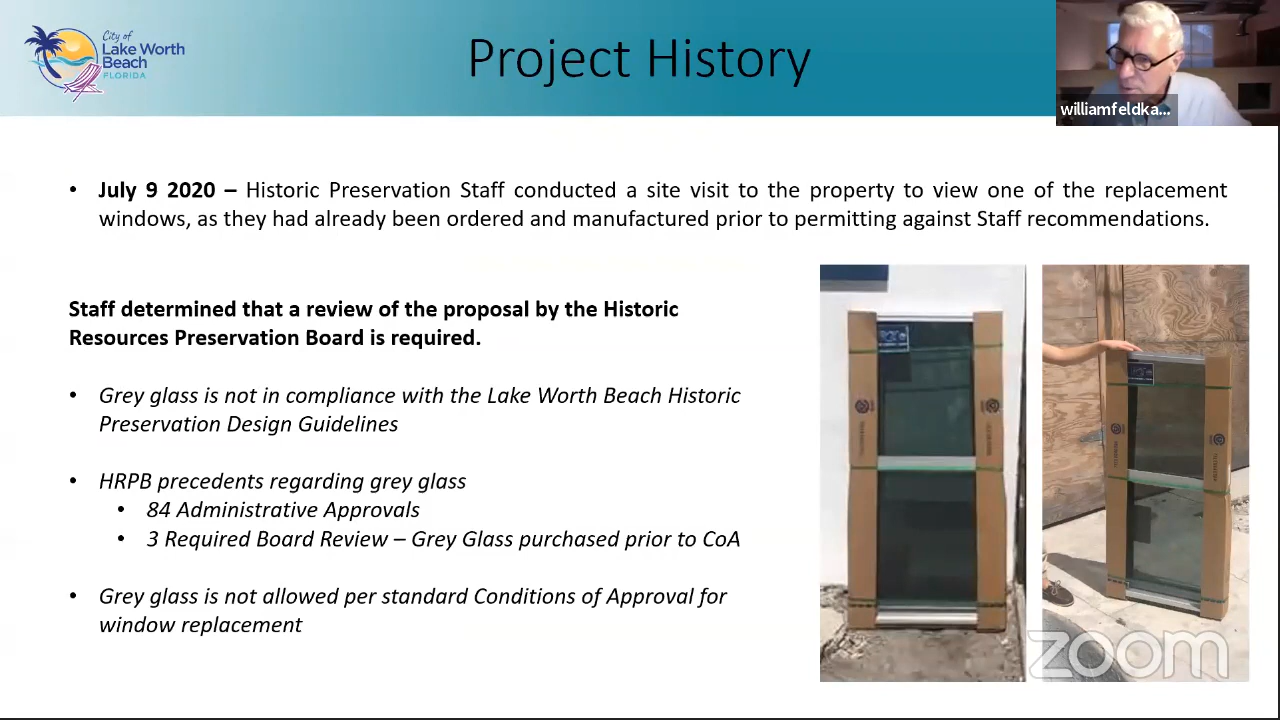 City of
Lake Worth
Beach
FLORIDA
Project History
williamfeldka...
• July 9 2020 – Historic Preservation Staff conducted a site visit to the property to view one of the replacement
windows, as they had already been ordered and manufactured prior to permitting against Staff recommendations.
Staff determined that a review of the proposal by the Historic
Resources Preservation Board is required.
• Grey glass is not in compliance with the Lake Worth Beach Historic
Preservation Design Guidelines
• HRPB precedents regarding grey glass
• 84 Administrative Approvals
• 3 Required Board Review – Grey Glass purchased prior to CoA
• Grey glass is not allowed per standard Conditions of Approval for
window replacement
zoom